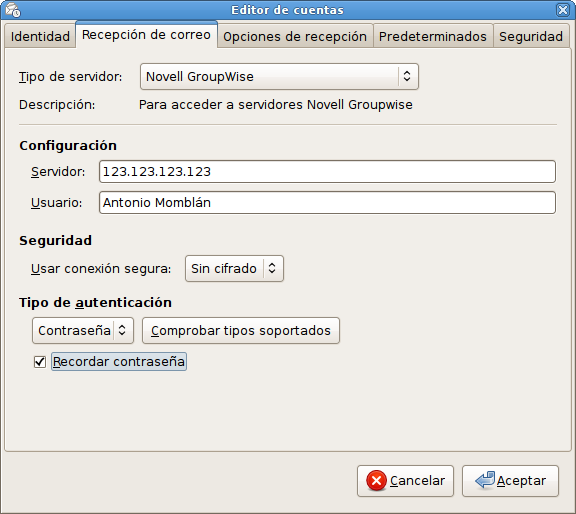 Editor de cuentas
Identidad Recepción de correo Opciones de recepción Predeterminados Seguridad
Tipo de servidor: Novell GroupWise
Descripción: Para acceder a servidores Novell Groupwise
Configuración
Servidor: 123.123.123.123
Usuario: Antonio Momblán
Seguridad
Usar conexión segura: Sin cifrado
Tipo de autenticación
Contraseña Comprobar tipos soportados
Recordar contraseña
Cancelar Aceptar